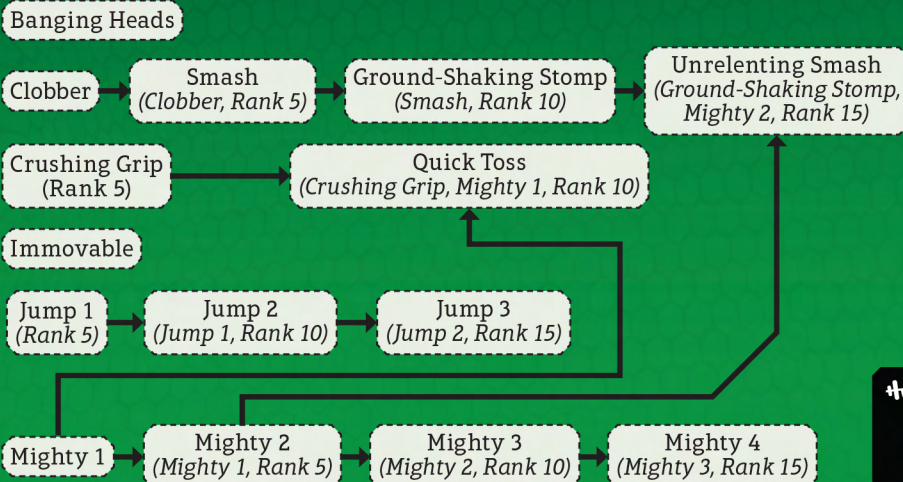 Banging Heads
Clobber
Smash
(Clobber, Rank 5)
Ground-Shaking Stomp
(Smash, Rank 10)
Unrelenting Smash
(Ground-Shaking Stomp,
Mighty 2, Rank 15)
Crushing Grip
(Rank 5)
Quick Toss
(Crushing Grip, Mighty 1, Rank 10)
Immovable
Jump 1
(Rank 5)
Jump 2
(Jump 1, Rank 10)
Jump 3
(Jump 2, Rank 15)
Mighty 1
Mighty 2
(Mighty 1, Rank 5)
Mighty 3
(Mighty 2, Rank 10)
Mighty 4
(Mighty 3, Rank 15)